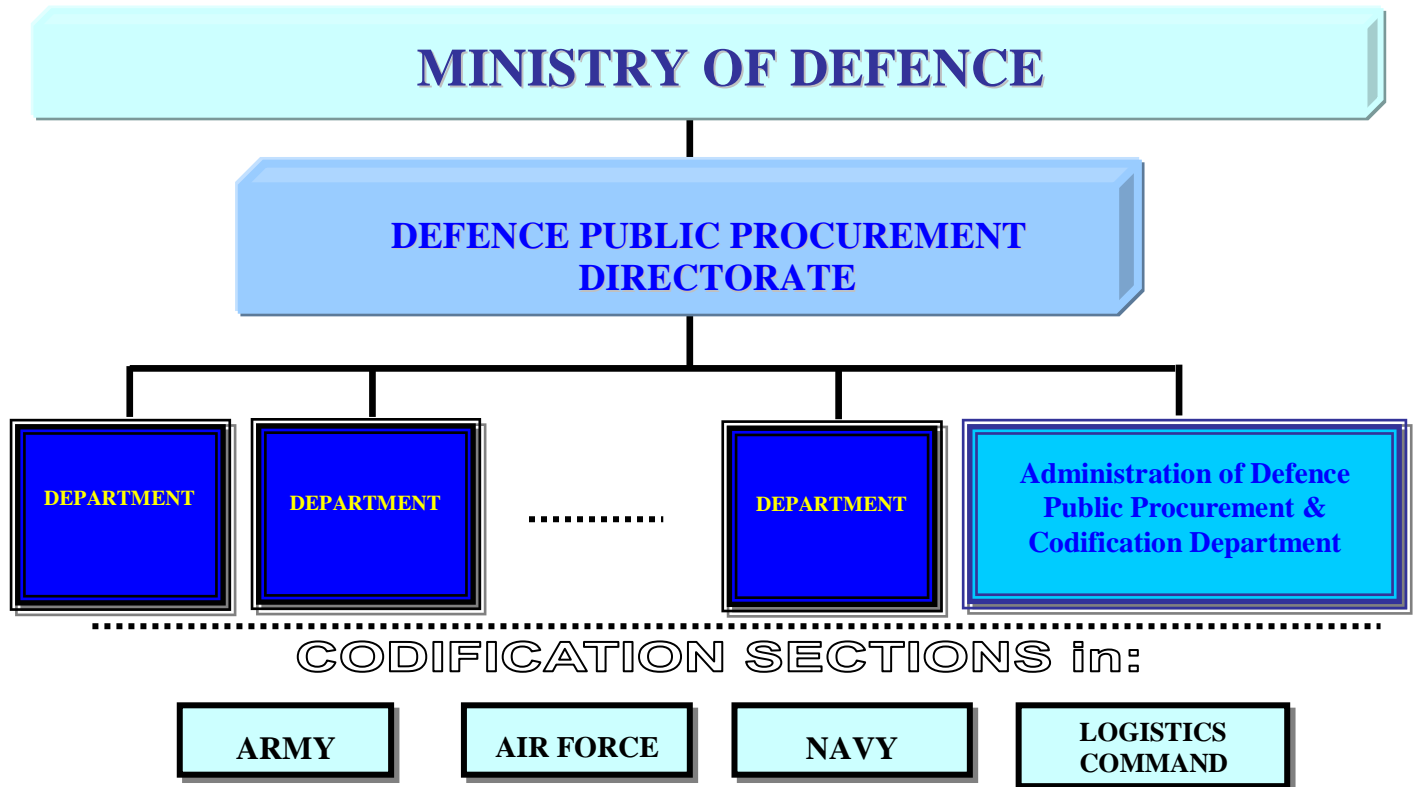 MINISTRY OF DEFENCE
DEFENCE PUBLIC PROCUREMENT
DIRECTORATE
DEPARTMENT
DEPARTMENT
..............
DEPARTMENT
Administration of Defence
Public Procurement &
Codification Department
CODIFICATION SECTIONS in:
ARMY
AIR FORCE
NAVY
LOGISTICS
COMMAND